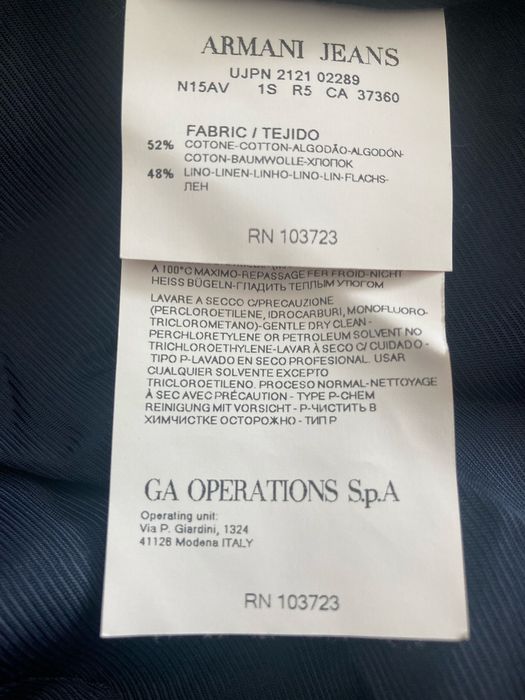 ARMANI JEANS
UJPN 2121 02289
N15AV 1S R5 CA 37360
FABRIC / TEJIDO
52% COTONE-COTTON-ALGODÃO-ALGODÓN-
COTON-BAUMWOLLE-ХЛОПОК
48% LINO-LINEN-LINHO-LINO-LIN-FLACHS-
ЛЕН
RN 103723
A 100°C MAXIMO-REPASSAGE FER FROID-NICHT
HEISS BÜGELN-ГЛАДИТЬ ТЕПЛЫМ УТЮГОМ
LAVARE A SECCO C/PRECAUZIONE
(PERCLOROETILENE, IDROCARBURI, MONOFLUORO-
TRICLOROMETANO)-GENTLE DRY CLEAN -
PERCHLORETYLENE OR PETROLEUM SOLVENT NO
TRICHLOROETHYLENE-LAVAR À SECO C/ CUIDADO -
TIPO P-LAVADO EN SECO PROFESIONAL. USAR
CUALQUIER SOLVENTE EXCEPTO
TRICLOROETILENO. PROCESO NORMAL-NETTOYAGE
À SEC AVEC PRÉCAUTION - TYPE P-CHEM
REINIGUNG MIT VORSICHT - P-ЧИСТИТЬ В
ХИМЧИСТКЕ ОСТОРОЖНО - ТИП P
GA OPERATIONS S.p.A
Operating unit:
Via P. Giardini, 1324
41126 Modena ITALY
RN 103723